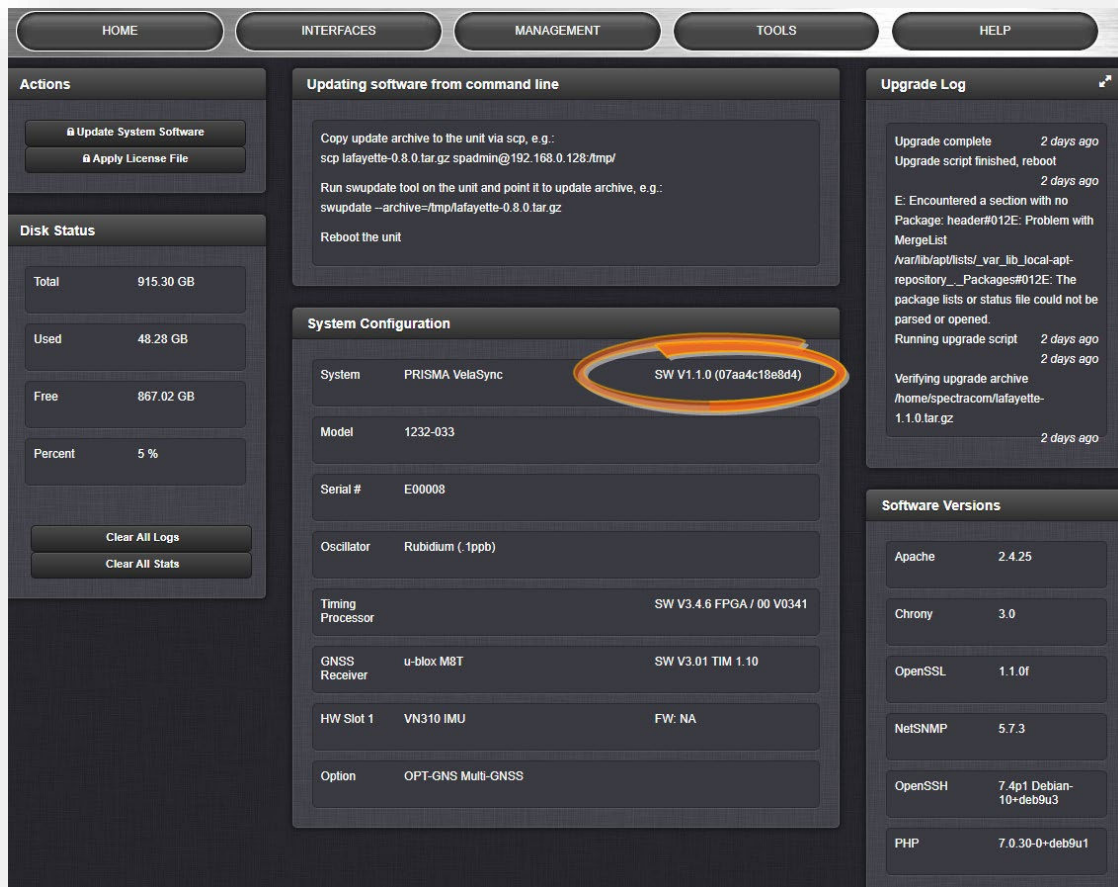 HOME
INTERFACES
MANAGEMENT
TOOLS
HELP
Actions
Update System Software
Apply License File
Disk Status
Total 915.30 GB
Used 48.28 GB
Free 867.02 GB
Percent 5 %
Clear All Logs
Clear All Stats
Updating software from command line
Copy update archive to the unit via scp, e.g.:
scp lafayette-0.8.0.tar.gz spadmin@192.168.0.128:/tmp/
Run swupdate tool on the unit and point it to update archive, e.g.:
swupdate --archive=/tmp/lafayette-0.8.0.tar.gz
Reboot the unit
System Configuration
System PRISMA VelaSync SW V1.1.0 (07aa4c18e8d4)
Model 1232-033
Serial # E00008
Oscillator Rubidium (.1ppb)
Timing SW V3.4.6 FPGA / 00 V0341
Processor
GNSS u-blox M8T SW V3.01 TIM 1.10
Receiver
HW Slot 1 VN310 IMU FW: NA
Option OPT-GNS Multi-GNSS
Upgrade Log
Upgrade complete 2 days ago
Upgrade script finished, reboot
2 days ago
E: Encountered a section with no
Package: header#012E: Problem with
MergeList
/var/lib/apt/lists/_var_lib_local-apt-
repository_._Packages#012E: The
package lists or status file could not be
parsed or opened.
Running upgrade script 2 days ago
2 days ago
Verifying upgrade archive
/home/spectracom/lafayette-
1.1.0.tar.gz
2 days ago
Software Versions
Apache 2.4.25
Chrony 3.0
OpenSSL 1.1.0f
NetSNMP 5.7.3
OpenSSH 7.4p1 Debian-
10+deb9u3
PHP 7.0.30-0+deb9u1